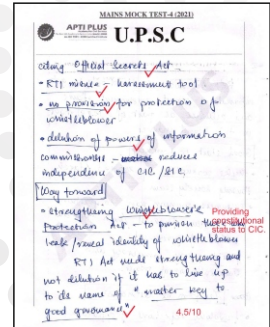 MAINS MOCK TEST-4 (2021)
APTI PLUS
U.P.S.C
citing Official Secrets Act
• RTI misuse - harassment tool
• no provision for protection of
whistleblower
• dilution of powers of information
commissioners - reduces
independence of CIC/SIC.
Way forward
• strengthening whistleblower's
Protection Act - to punish
leak/reveal identity of whistleblower
Providing
constitutional
status to CIC.
RTI Act needs strengthening and
not dilution if it has to live up
to its name of "master key to
good governance"
4.5/10